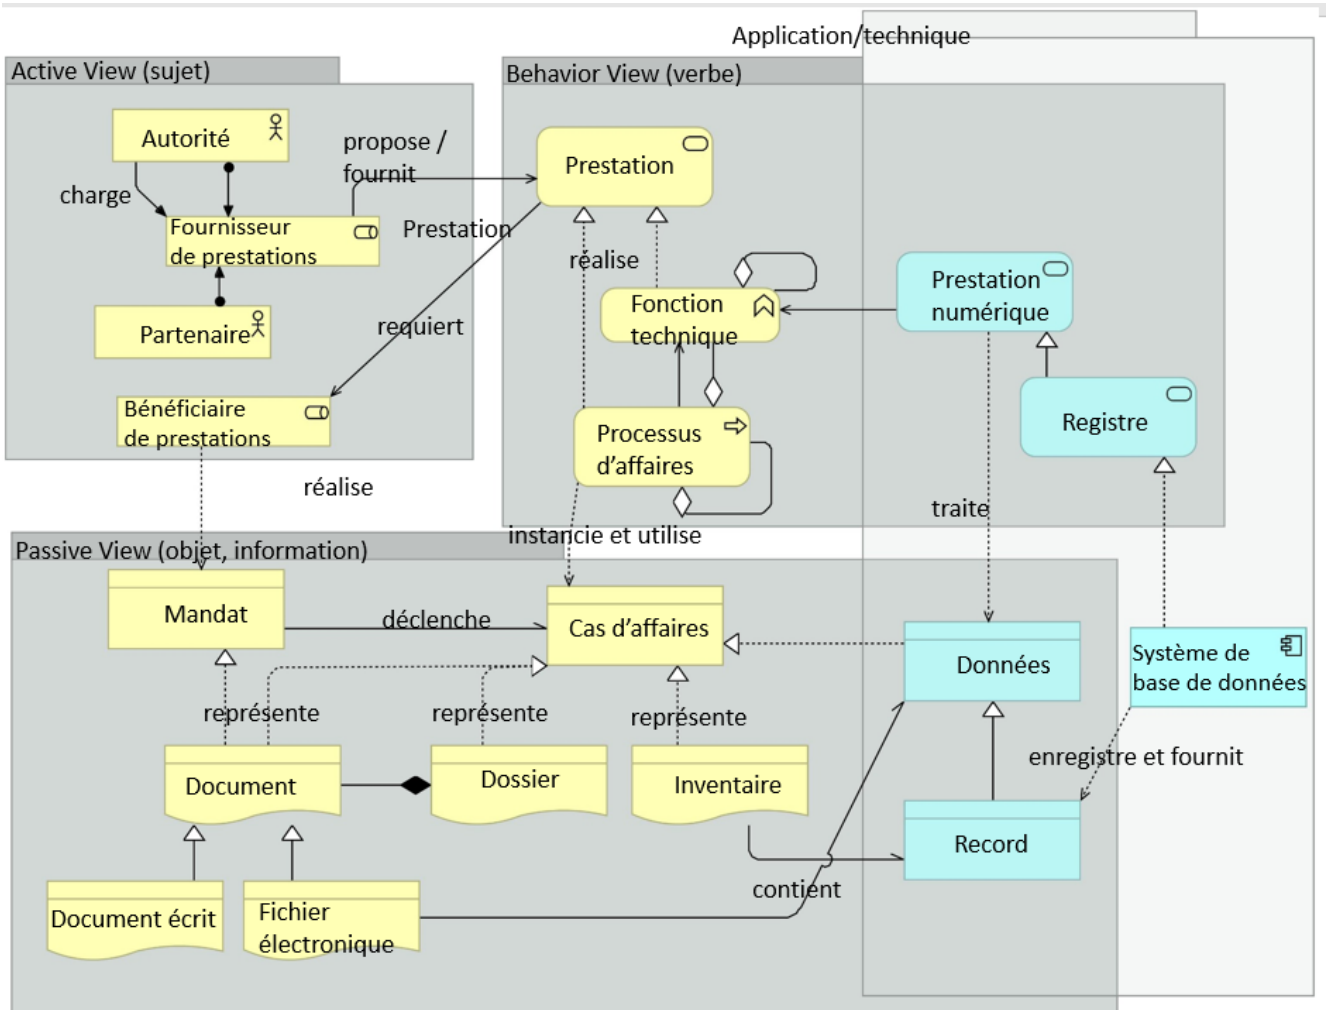 Application/technique
Active View (sujet)
Behavior View (verbe)
Autorité
propose /
fournit
Prestation
charge
Fournisseur
de prestations
Prestation
réalise
Prestation
numérique
Fonction
technique
Partenaire
requiert
Bénéficiaire
de prestations
Processus
d’affaires
Registre
réalise
traite
instancie et utilise
Passive View (objet, information)
Mandat
déclenche
Cas d’affaires
Données
Système de
base de données
représente
représente
représente
enregistre et fournit
Document
Dossier
Inventaire
Record
contient
Document écrit
Fichier
électronique